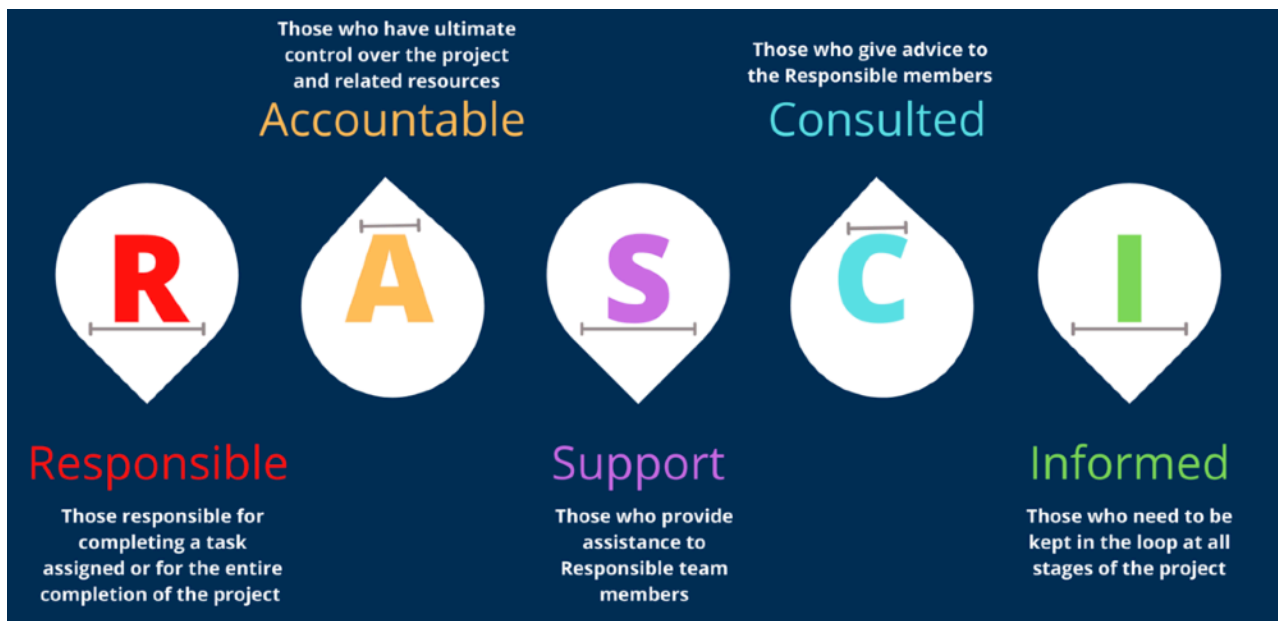 Those who have ultimate
control over the project
and related resources
Accountable
Those who give advice to
the Responsible members
Consulted
R
A
S
C
I
Responsible
Those responsible for
completing a task
assigned or for the entire
completion of the project
Support
Those who provide
assistance to
Responsible team
members
Informed
Those who need to be
kept in the loop at all
stages of the project